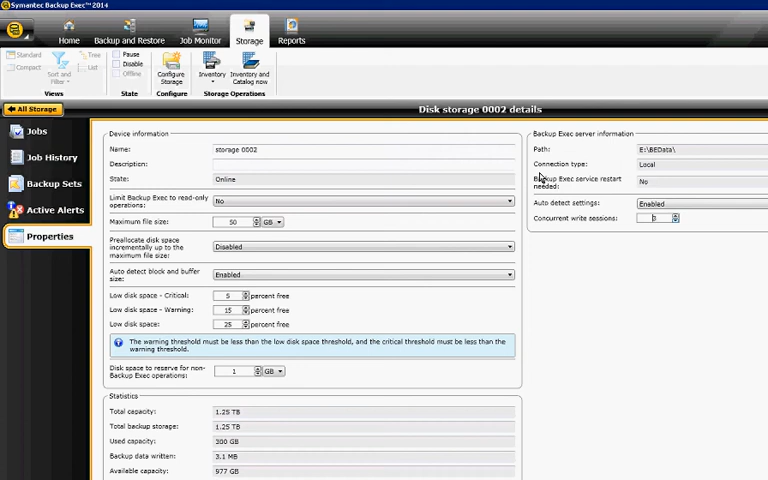 Symantec Backup Exec™ 2014
Home
Backup and Restore
Job Monitor
Storage
Reports
Standard
Compact
Sort and
Filter
Tree
List
Views
Pause
Disable
Offline
State
Configure
Storage
Configure
Inventory
Inventory and
Catalog now
Storage Operations
All Storage
Disk storage 0002 details
Jobs
Job History
Backup Sets
Active Alerts
Properties
Device information
Name: storage 0002
Description:
State: Online
Limit Backup Exec to read-only
operations: No
Maximum file size: 50 GB
Preallocate disk space
incrementally up to the
maximum file size: Disabled
Auto detect block and buffer
size: Enabled
Low disk space - Critical: 5 percent free
Low disk space - Warning: 15 percent free
Low disk space: 25 percent free
The warning threshold must be less than the low disk space threshold, and the critical threshold must be less than the
warning threshold.
Disk space to reserve for non-
Backup Exec operations: 1 GB
Statistics
Total capacity: 1.25 TB
Total backup storage: 1.25 TB
Used capacity: 300 GB
Backup data written: 3.1 MB
Available capacity: 977 GB
Backup Exec server information
Path: E:\BEData\
Connection type: Local
Backup Exec service restart
needed: No
Auto detect settings: Enabled
Concurrent write sessions: 3